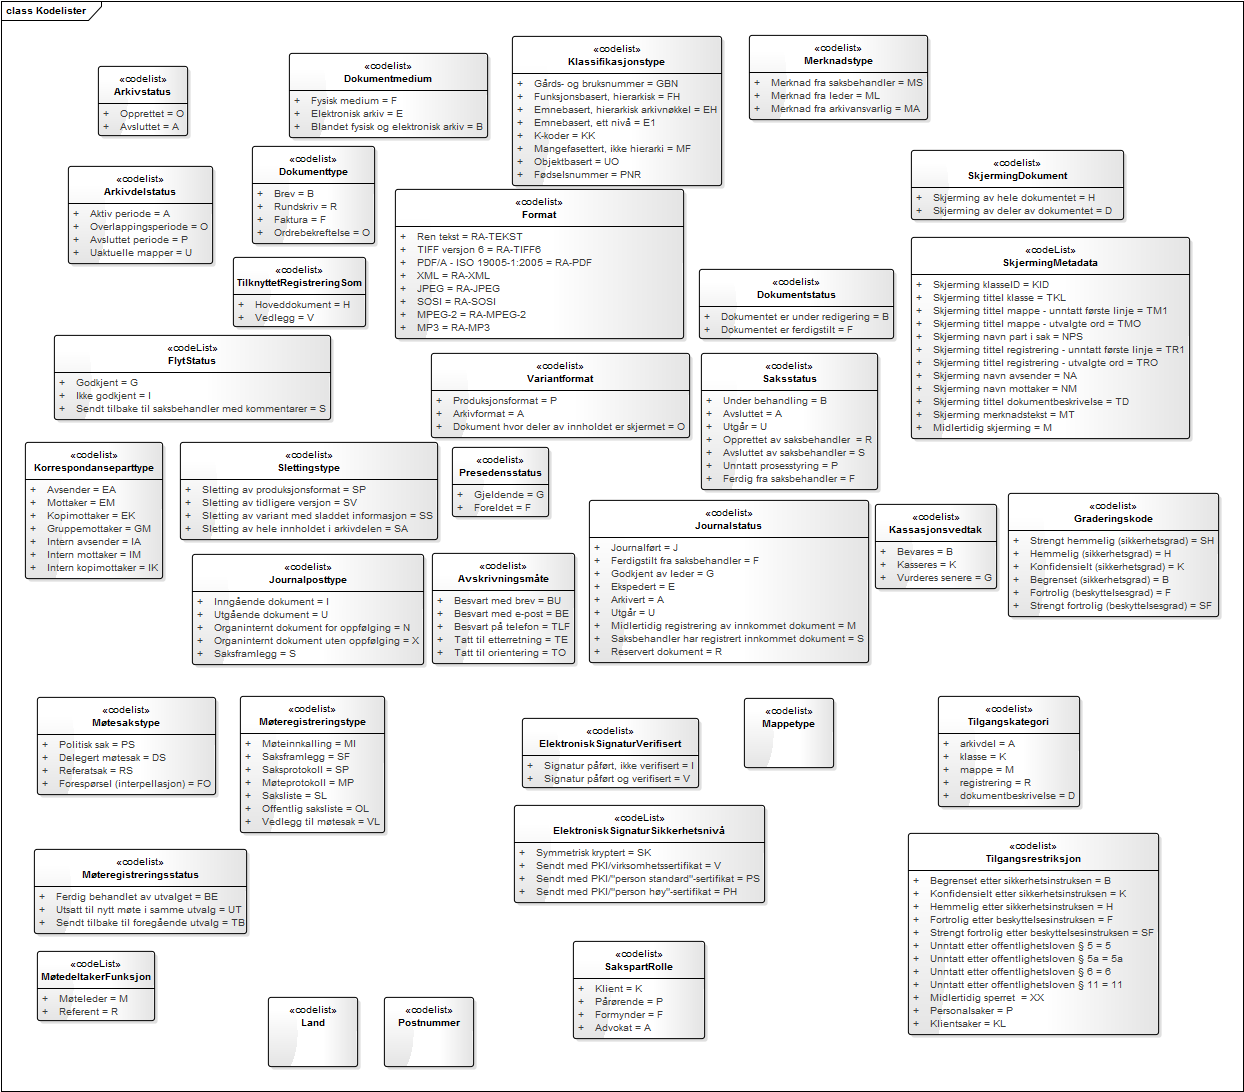 class Kodelister
«codelist»
Arkivstatus
+ Opprettet = O
+ Avsluttet = A
«codelist»
Dokumentmedium
+ Fysisk medium = F
+ Elektronisk arkiv = E
+ Blandet fysisk og elektronisk arkiv = B
«codelist»
Klassifikasjonstype
+ Gårds- og bruksnummer = GBN
+ Funksjonsbasert, hierarkisk = FH
+ Emnebasert, hierarkisk arkivnøkkel = EH
+ Emnebasert, ett nivå = E1
+ K-koder = KK
+ Mangefasettert, ikke hierarki = MF
+ Objektbasert = UO
+ Fødselsnummer = PNR
«codelist»
Merknadstype
+ Merknad fra saksbehandler = MS
+ Merknad fra leder = ML
+ Merknad fra arkivansvarlig = MA
«codelist»
Arkivdelstatus
+ Aktiv periode = A
+ Overlappingsperiode = O
+ Avsluttet periode = P
+ Uaktuelle mapper = U
«codelist»
Dokumenttype
+ Brev = B
+ Rundskriv = R
+ Faktura = F
+ Ordrebekreftelse = O
«codelist»
Format
+ Ren tekst = RA-TEKST
+ TIFF versjon 6 = RA-TIFF6
+ PDF/A - ISO 19005-1:2005 = RA-PDF
+ XML = RA-XML
+ JPEG = RA-JPEG
+ SOSI = RA-SOSI
+ MPEG-2 = RA-MPEG-2
+ MP3 = RA-MP3
«codelist»
SkjermingDokument
+ Skjerming av hele dokumentet = H
+ Skjerming av deler av dokumentet = D
«codelist»
TilknyttetRegistreringSom
+ Hoveddokument = H
+ Vedlegg = V
«codelist»
Dokumentstatus
+ Dokumentet er under redigering = B
+ Dokumentet er ferdigstilt = F
«codeList»
SkjermingMetadata
+ Skjerming klasseID = KID
+ Skjerming tittel klasse = TKL
+ Skjerming tittel mappe - unntatt første linje = TM1
+ Skjerming tittel mappe - utvalgte ord = TMO
+ Skjerming navn part i sak = NPS
+ Skjerming tittel registrering - unntatt første linje = TR1
+ Skjerming tittel registrering - utvalgte ord = TRO
+ Skjerming navn avsender = NA
+ Skjerming navn mottaker = NM
+ Skjerming tittel dokumentbeskrivelse = TD
+ Skjerming merknadstekst = MT
+ Midlertidig skjerming = M
«codeList»
FlytStatus
+ Godkjent = G
+ Ikke godkjent = I
+ Sendt tilbake til saksbehandler med kommentarer = S
«codelist»
Variantformat
+ Produksjonsformat = P
+ Arkivformat = A
+ Dokument hvor deler av innholdet er skjermet = O
«codelist»
Saksstatus
+ Under behandling = B
+ Avsluttet = A
+ Utgår = U
+ Opprettet av saksbehandler = R
+ Avsluttet av saksbehandler = S
+ Unntatt prosesstyring = P
+ Ferdig fra saksbehandler = F
«codelist»
Korrespondanseparttype
+ Avsender = EA
+ Mottaker = EM
+ Kopimottaker = EK
+ Gruppemottaker = GM
+ Intern avsender = IA
+ Intern mottaker = IM
+ Intern kopimottaker = IK
«codelist»
Slettingstype
+ Sletting av produksjonsformat = SP
+ Sletting av tidligere versjon = SV
+ Sletting av variant med sladdet informasjon = SS
+ Sletting av hele innholdet i arkivdelen = SA
«codelist»
Presedensstatus
+ Gjeldende = G
+ Foreldet = F
«codelist»
Journalstatus
+ Journalført = J
+ Ferdigstilt fra saksbehandler = F
+ Godkjent av leder = G
+ Ekspedert = E
+ Arkivert = A
+ Utgår = U
+ Midlertidig registrering av innkommet dokument = M
+ Saksbehandler har registrert innkommet dokument = S
+ Reservert dokument = R
«codelist»
Kassasjonsvedtak
+ Bevares = B
+ Kasseres = K
+ Vurderes senere = G
«codelist»
Graderingskode
+ Strengt hemmelig (sikkerhetsgrad) = SH
+ Hemmelig (sikkerhetsgrad) = H
+ Konfidensielt (sikkerhetsgrad) = K
+ Begrenset (sikkerhetsgrad) = B
+ Fortrolig (beskyttelsesgrad) = F
+ Strengt fortrolig (beskyttelsesgrad) = SF
«codelist»
Journalposttype
+ Inngående dokument = I
+ Utgående dokument = U
+ Organinternt dokument for oppfølging = N
+ Organinternt dokument uten oppfølging = X
+ Saksframlegg = S
«codelist»
Avskrivningsmåte
+ Besvart med brev = BU
+ Besvart med e-post = BE
+ Besvart på telefon = TLF
+ Tatt til etterretning = TE
+ Tatt til orientering = TO
«codelist»
Møtesakstype
+ Politisk sak = PS
+ Delegert møtesak = DS
+ Referatsak = RS
+ Forespørsel (interpellasjon) = FO
«codelist»
Møteregistreringstype
+ Møteinnkalling = MI
+ Saksframlegg = SF
+ Saksprotokoll = SP
+ Møteprotokoll = MP
+ Saksliste = SL
+ Offentlig saksliste = OL
+ Vedlegg til møtesak = VL
«codelist»
ElektroniskSignaturVerifisert
+ Signatur påført, ikke verifisert = I
+ Signatur påført og verifisert = V
«codelist»
Mappetype
«codelist»
Tilgangskategori
+ arkivdel = A
+ klasse = K
+ mappe = M
+ registrering = R
+ dokumentbeskrivelse = D
«codeList»
ElektroniskSignaturSikkerhetsnivå
+ Symmetrisk kryptert = SK
+ Sendt med PKI/virksomhetssertifikat = V
+ Sendt med PKI/"person standard"-sertifikat = PS
+ Sendt med PKI/"person høy"-sertifikat = PH
«codelist»
Møteregistreringsstatus
+ Ferdig behandlet av utvalget = BE
+ Utsatt til nytt møte i samme utvalg = UT
+ Sendt tilbake til foregående utvalg = TB
«codelist»
Tilgangsrestriksjon
+ Begrenset etter sikkerhetsinstruksen = B
+ Konfidensielt etter sikkerhetsinstruksen = K
+ Hemmelig etter sikkerhetsinstruksen = H
+ Fortrolig etter beskyttelsesinstruksen = F
+ Strengt fortrolig etter beskyttelsesinstruksen = SF
+ Unntatt etter offentlighetsloven § 5 = 5
+ Unntatt etter offentlighetsloven § 5a = 5a
+ Unntatt etter offentlighetsloven § 6 = 6
+ Unntatt etter offentlighetsloven § 11 = 11
+ Midlertidig sperret = XX
+ Personalsaker = P
+ Klientsaker = KL
«codeList»
MøtedeltakerFunksjon
+ Møteleder = M
+ Referent = R
«codelist»
Land
«codelist»
Postnummer
«codelist»
SakspartRolle
+ Klient = K
+ Pårørende = P
+ Formynder = F
+ Advokat = A